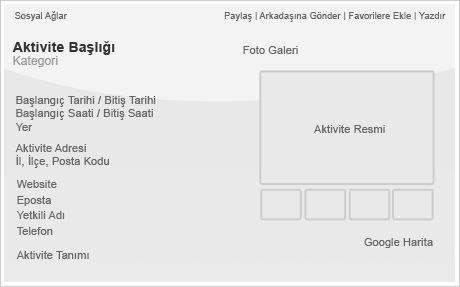 Sosyal Ağlar
Paylaş | Arkadaşına Gönder | Favorilere Ekle | Yazdır
Aktivite Başlığı
Kategori
Foto Galeri
Başlangıç Tarihi / Bitiş Tarihi
Başlangıç Saati / Bitiş Saati
Yer
Aktivite Adresi
İl, İlçe, Posta Kodu
Website
Eposta
Yetkili Adı
Telefon
Aktivite Tanımı
Aktivite Resmi
Google Harita